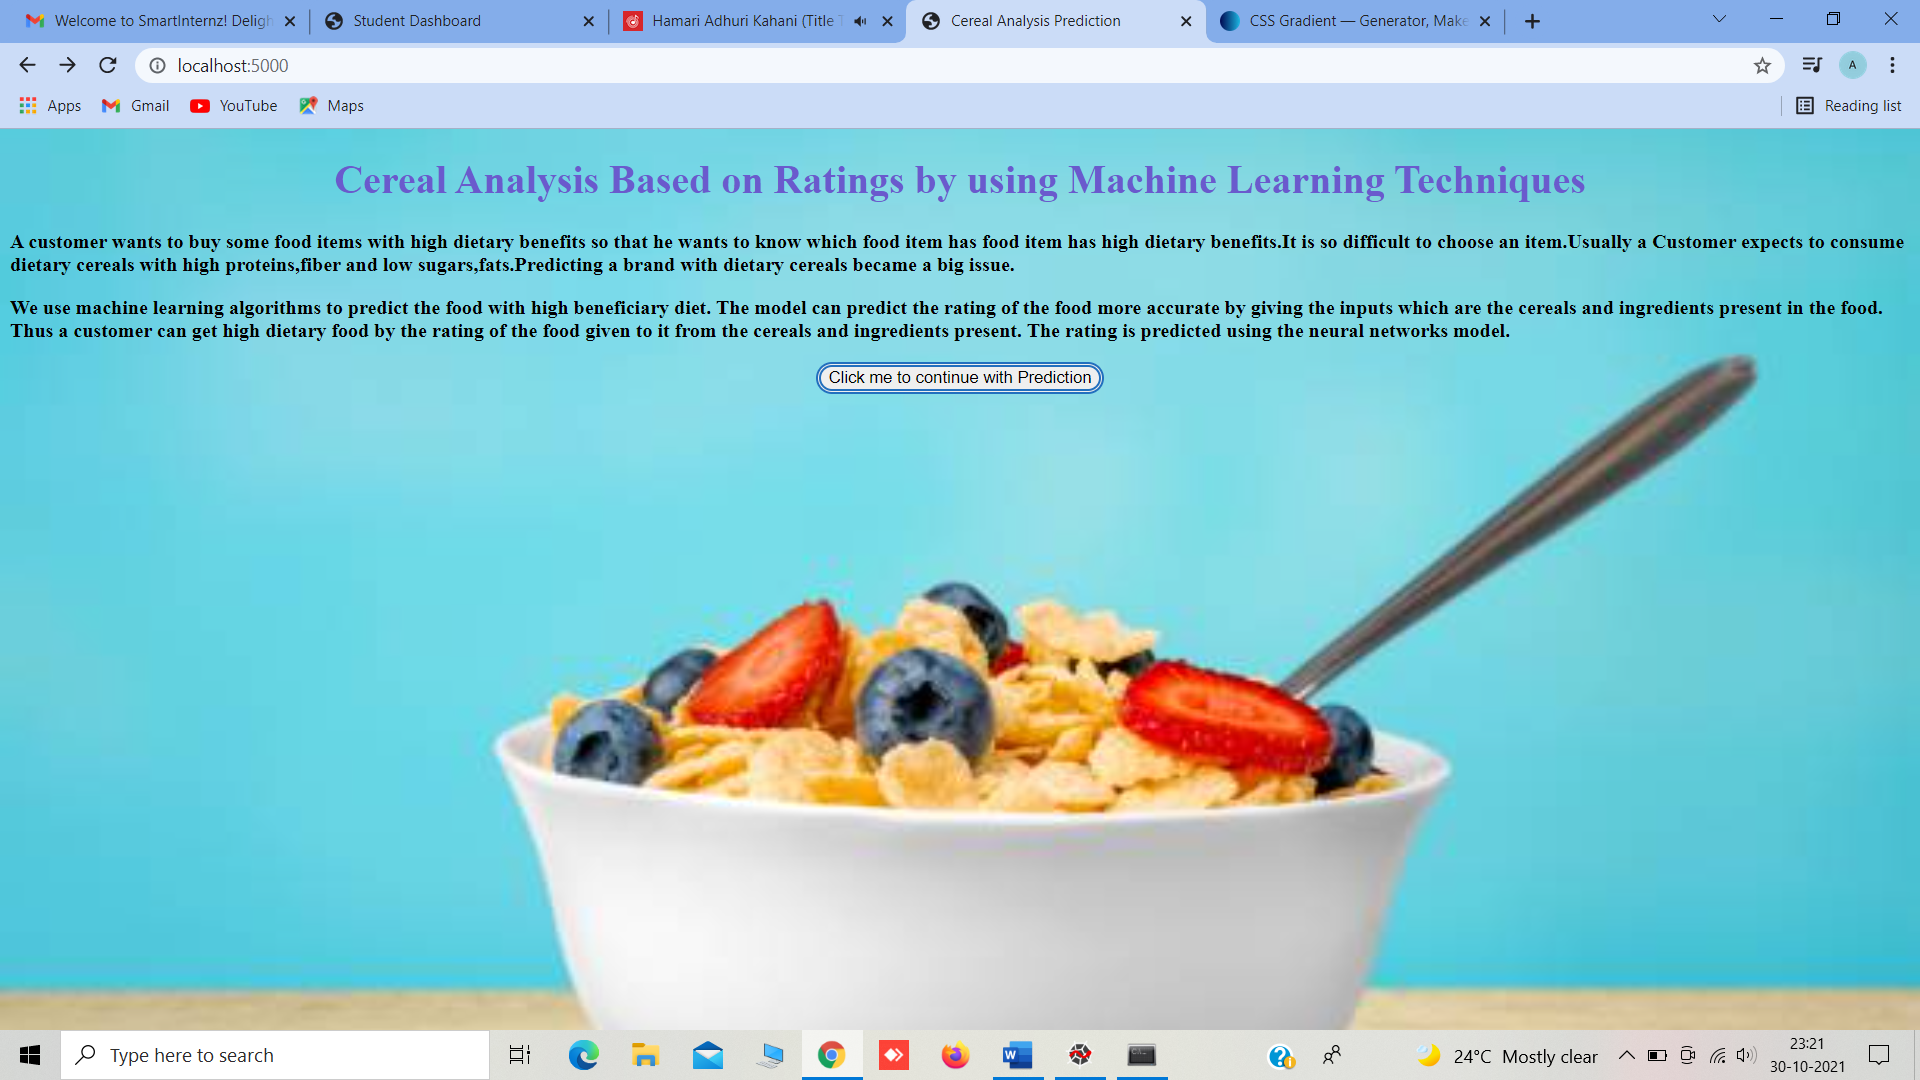 Welcome to SmartInternz! Deligh
Student Dashboard
Hamari Adhuri Kahani (Title T
Cereal Analysis Prediction
CSS Gradient — Generator, Make
localhost:5000
A
Apps
Gmail
YouTube
Maps
Reading list
Cereal Analysis Based on Ratings by using Machine Learning Techniques
A customer wants to buy some food items with high dietary benefits so that he wants to know which food item has food item has high dietary benefits.It is so difficult to choose an item.Usually a Customer expects to consume
dietary cereals with high proteins,fiber and low sugars,fats.Predicting a brand with dietary cereals became a big issue.
We use machine learning algorithms to predict the food with high beneficiary diet. The model can predict the rating of the food more accurate by giving the inputs which are the cereals and ingredients present in the food.
Thus a customer can get high dietary food by the rating of the food given to it from the cereals and ingredients present. The rating is predicted using the neural networks model.
Click me to continue with Prediction
Type here to search
24°C Mostly clear
23:21
30-10-2021